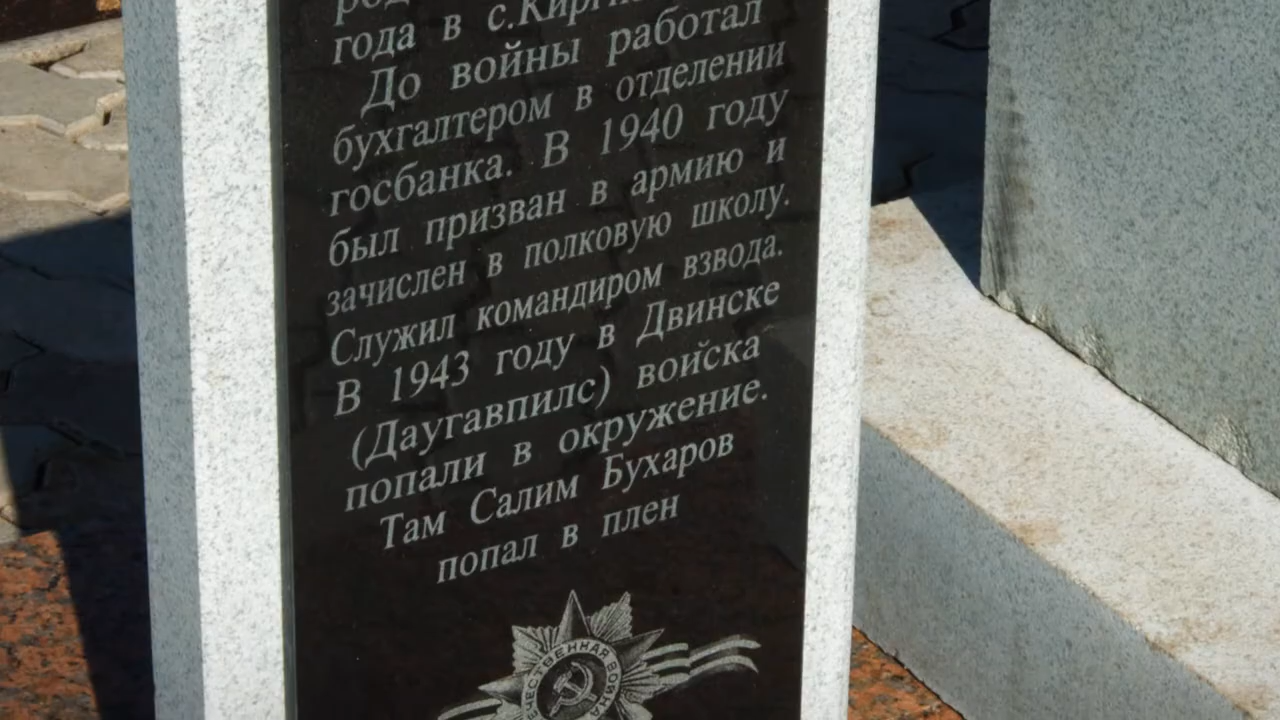 года в с.
До войны работал
бухгалтером в отделении
госбанка. В 1940 году
был призван в армию и
зачислен в полковую школу.
Служил командиром взвода.
В 1943 году в Двинске
(Даугавпилс) войска
попали в окружение.
Там Салим Бухаров
попал в плен
ВОЙНА